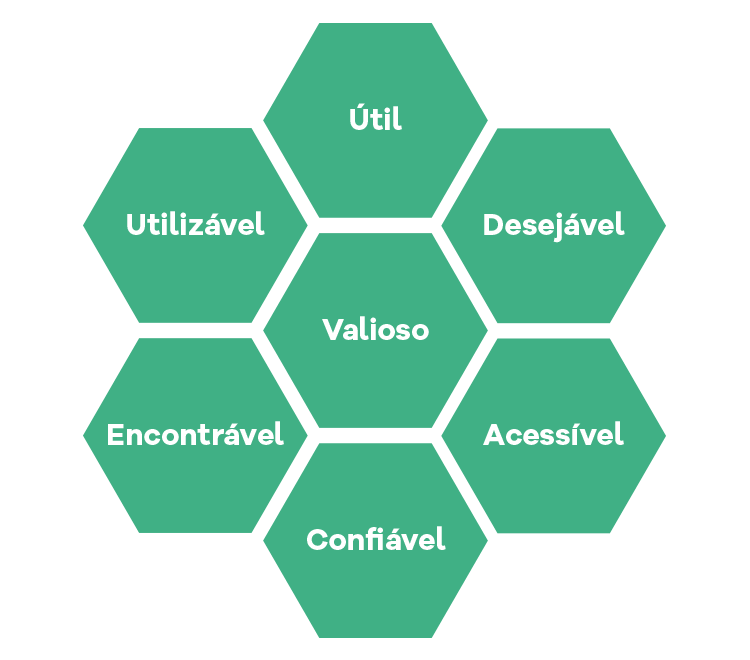 Útil
Utilizável
Desejável
Valioso
Encontrável
Acessível
Confiável